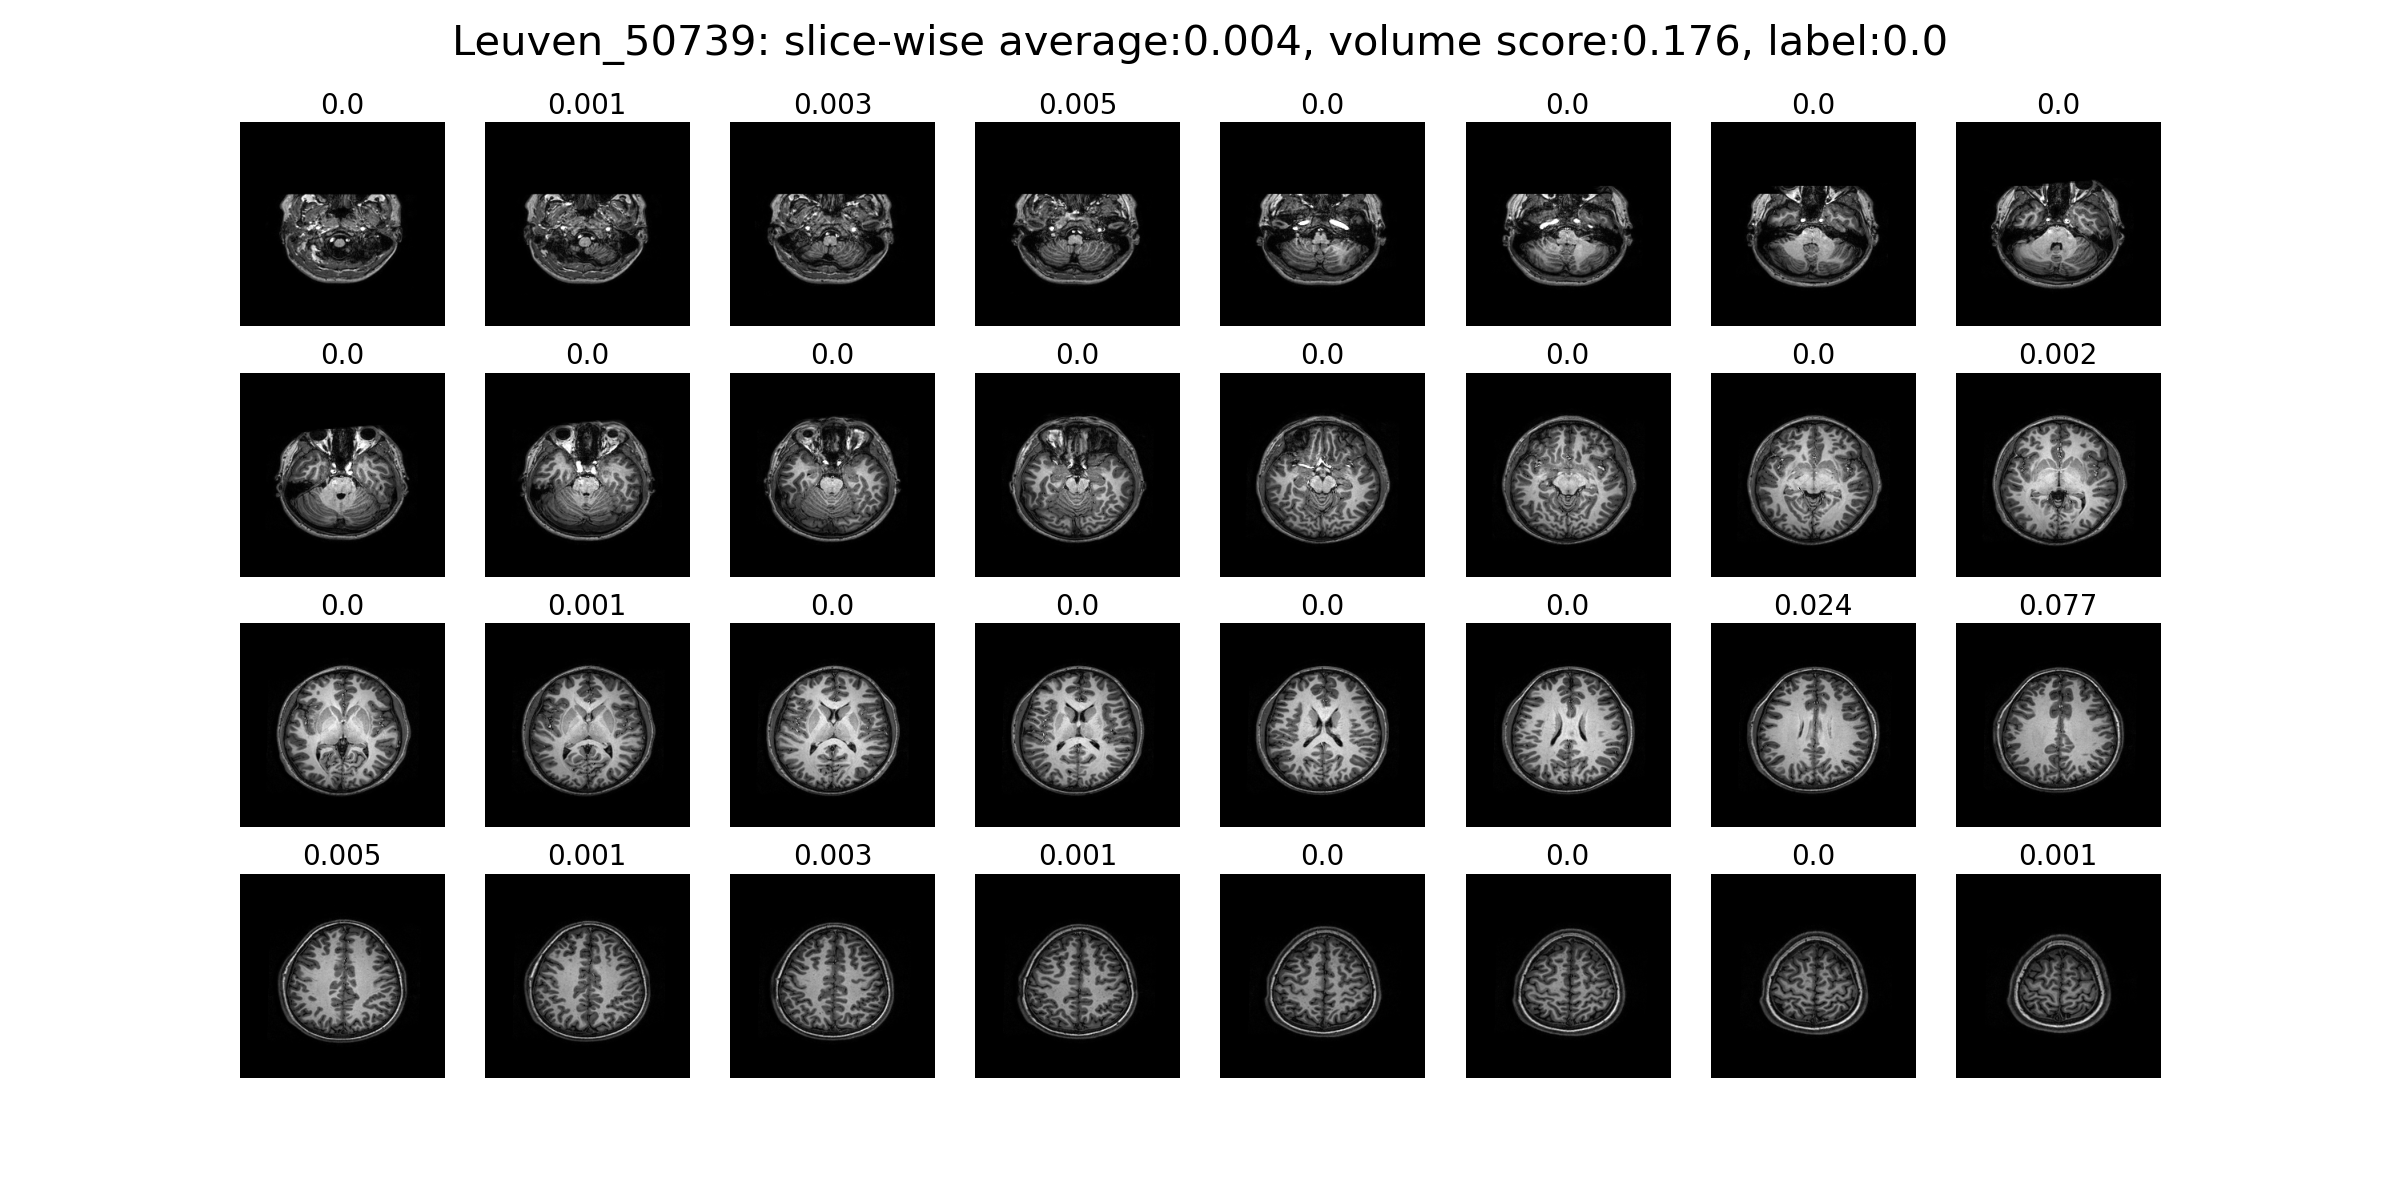 Leuven_50739: slice-wise average:0.004, volume score:0.176, label:0.0
0.0 0.001 0.003 0.005 0.0 0.0 0.0 0.0
0.0 0.0 0.0 0.0 0.0 0.0 0.0 0.002
0.0 0.001 0.0 0.0 0.0 0.0 0.024 0.077
0.005 0.001 0.003 0.001 0.0 0.0 0.0 0.001